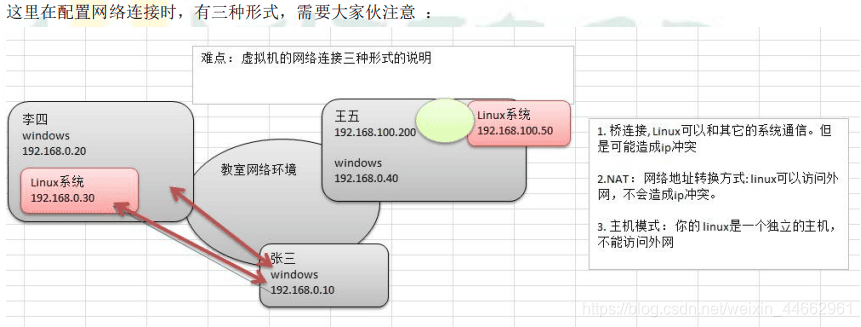 这里在配置网络连接时，有三种形式，需要大家伙注意 ：
难点：虚拟机的网络连接三种形式的说明
李四
windows
192.168.0.20
Linux系统
192.168.0.30
教室网络环境
王五
192.168.100.200
windows
192.168.0.40
Linux系统
192.168.100.50
张三
windows
192.168.0.10
1. 桥连接,Linux可以和其它的系统通信。但
是可能造成ip冲突
2.NAT：网络地址转换方式:linux可以访问外
网，不会造成ip冲突。
3. 主机模式：你的 linux是一个独立的主机，
不能访问外网
https://blog.csdn.net/weixin_44662961